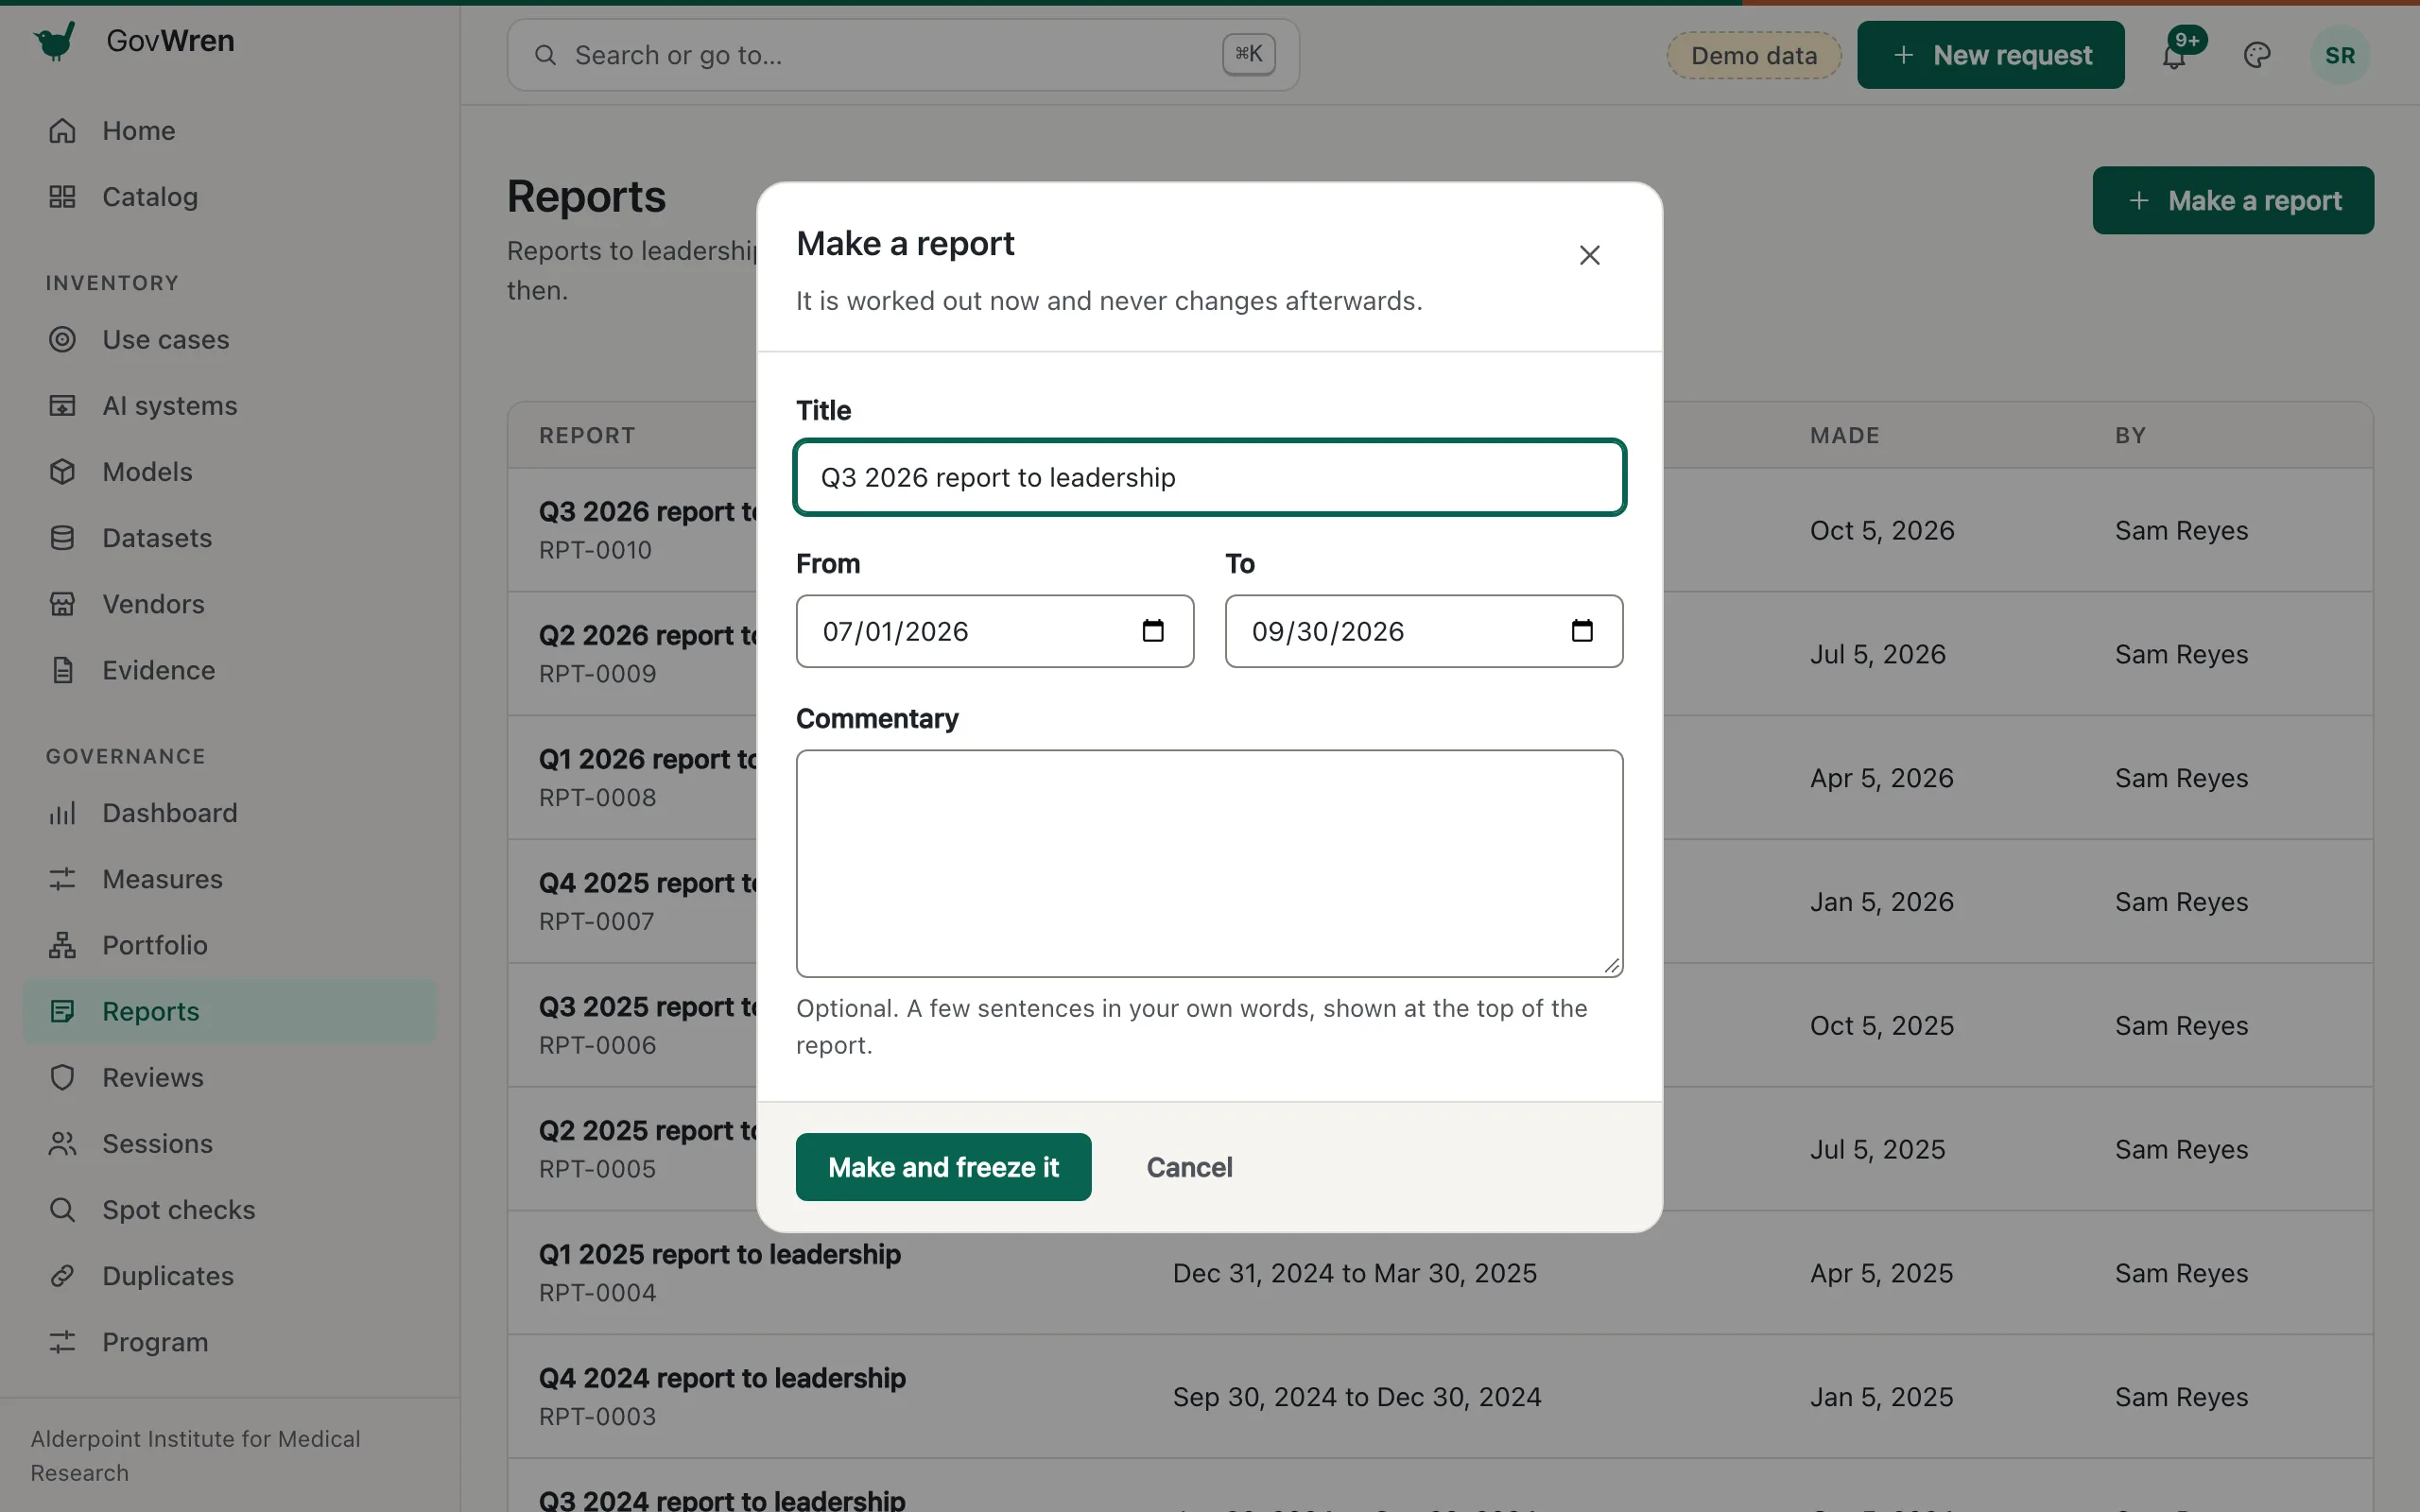 GovWren
Search or go to...
⌘K
Demo data
New request
9+
SR
Home
Catalog
INVENTORY
Use cases
AI systems
Models
Datasets
Vendors
Evidence
GOVERNANCE
Dashboard
Measures
Portfolio
Reports
Reviews
Sessions
Spot checks
Duplicates
Program
Alderpoint Institute for Medical
Research
Reports
Reports to leadership
then.
Make a report
REPORT
MADE
BY
Q3 2026 report to
RPT-0010
Oct 5, 2026
Sam Reyes
Q2 2026 report to
RPT-0009
Jul 5, 2026
Sam Reyes
Q1 2026 report to
RPT-0008
Apr 5, 2026
Sam Reyes
Q4 2025 report to
RPT-0007
Jan 5, 2026
Sam Reyes
Q3 2025 report to
RPT-0006
Oct 5, 2025
Sam Reyes
Q2 2025 report to
RPT-0005
Jul 5, 2025
Sam Reyes
Q1 2025 report to leadership
RPT-0004
Dec 31, 2024 to Mar 30, 2025
Apr 5, 2025
Sam Reyes
Q4 2024 report to leadership
RPT-0003
Sep 30, 2024 to Dec 30, 2024
Jan 5, 2025
Sam Reyes
Q3 2024 report to leadership
Make a report
It is worked out now and never changes afterwards.
Title
Q3 2026 report to leadership
From
To
07/01/2026
09/30/2026
Commentary
Optional. A few sentences in your own words, shown at the top of the
report.
Make and freeze it
Cancel